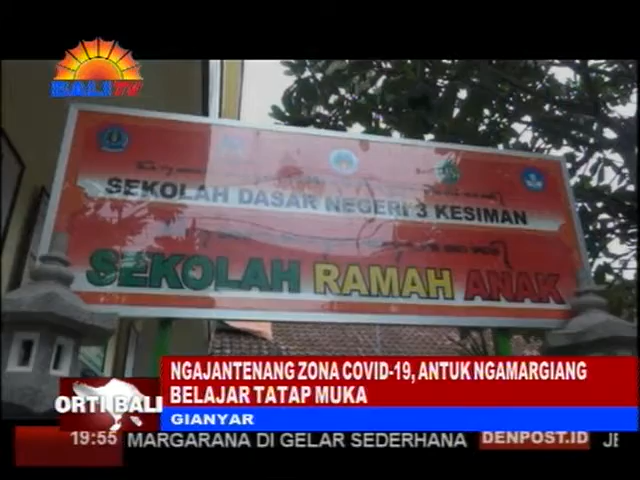 BALI TV
SEKOLAH DASAR NEGERI 3 KESIMAN
SEKOLAH RAMAH ANAK
NGAJANTENANG ZONA COVID-19, ANTUK NGAMARGIANG
BELAJAR TATAP MUKA
ORTI BALI
GIANYAR
19:55 MARGARANA DI GELAR SEDERHANA DENPOST.ID JE